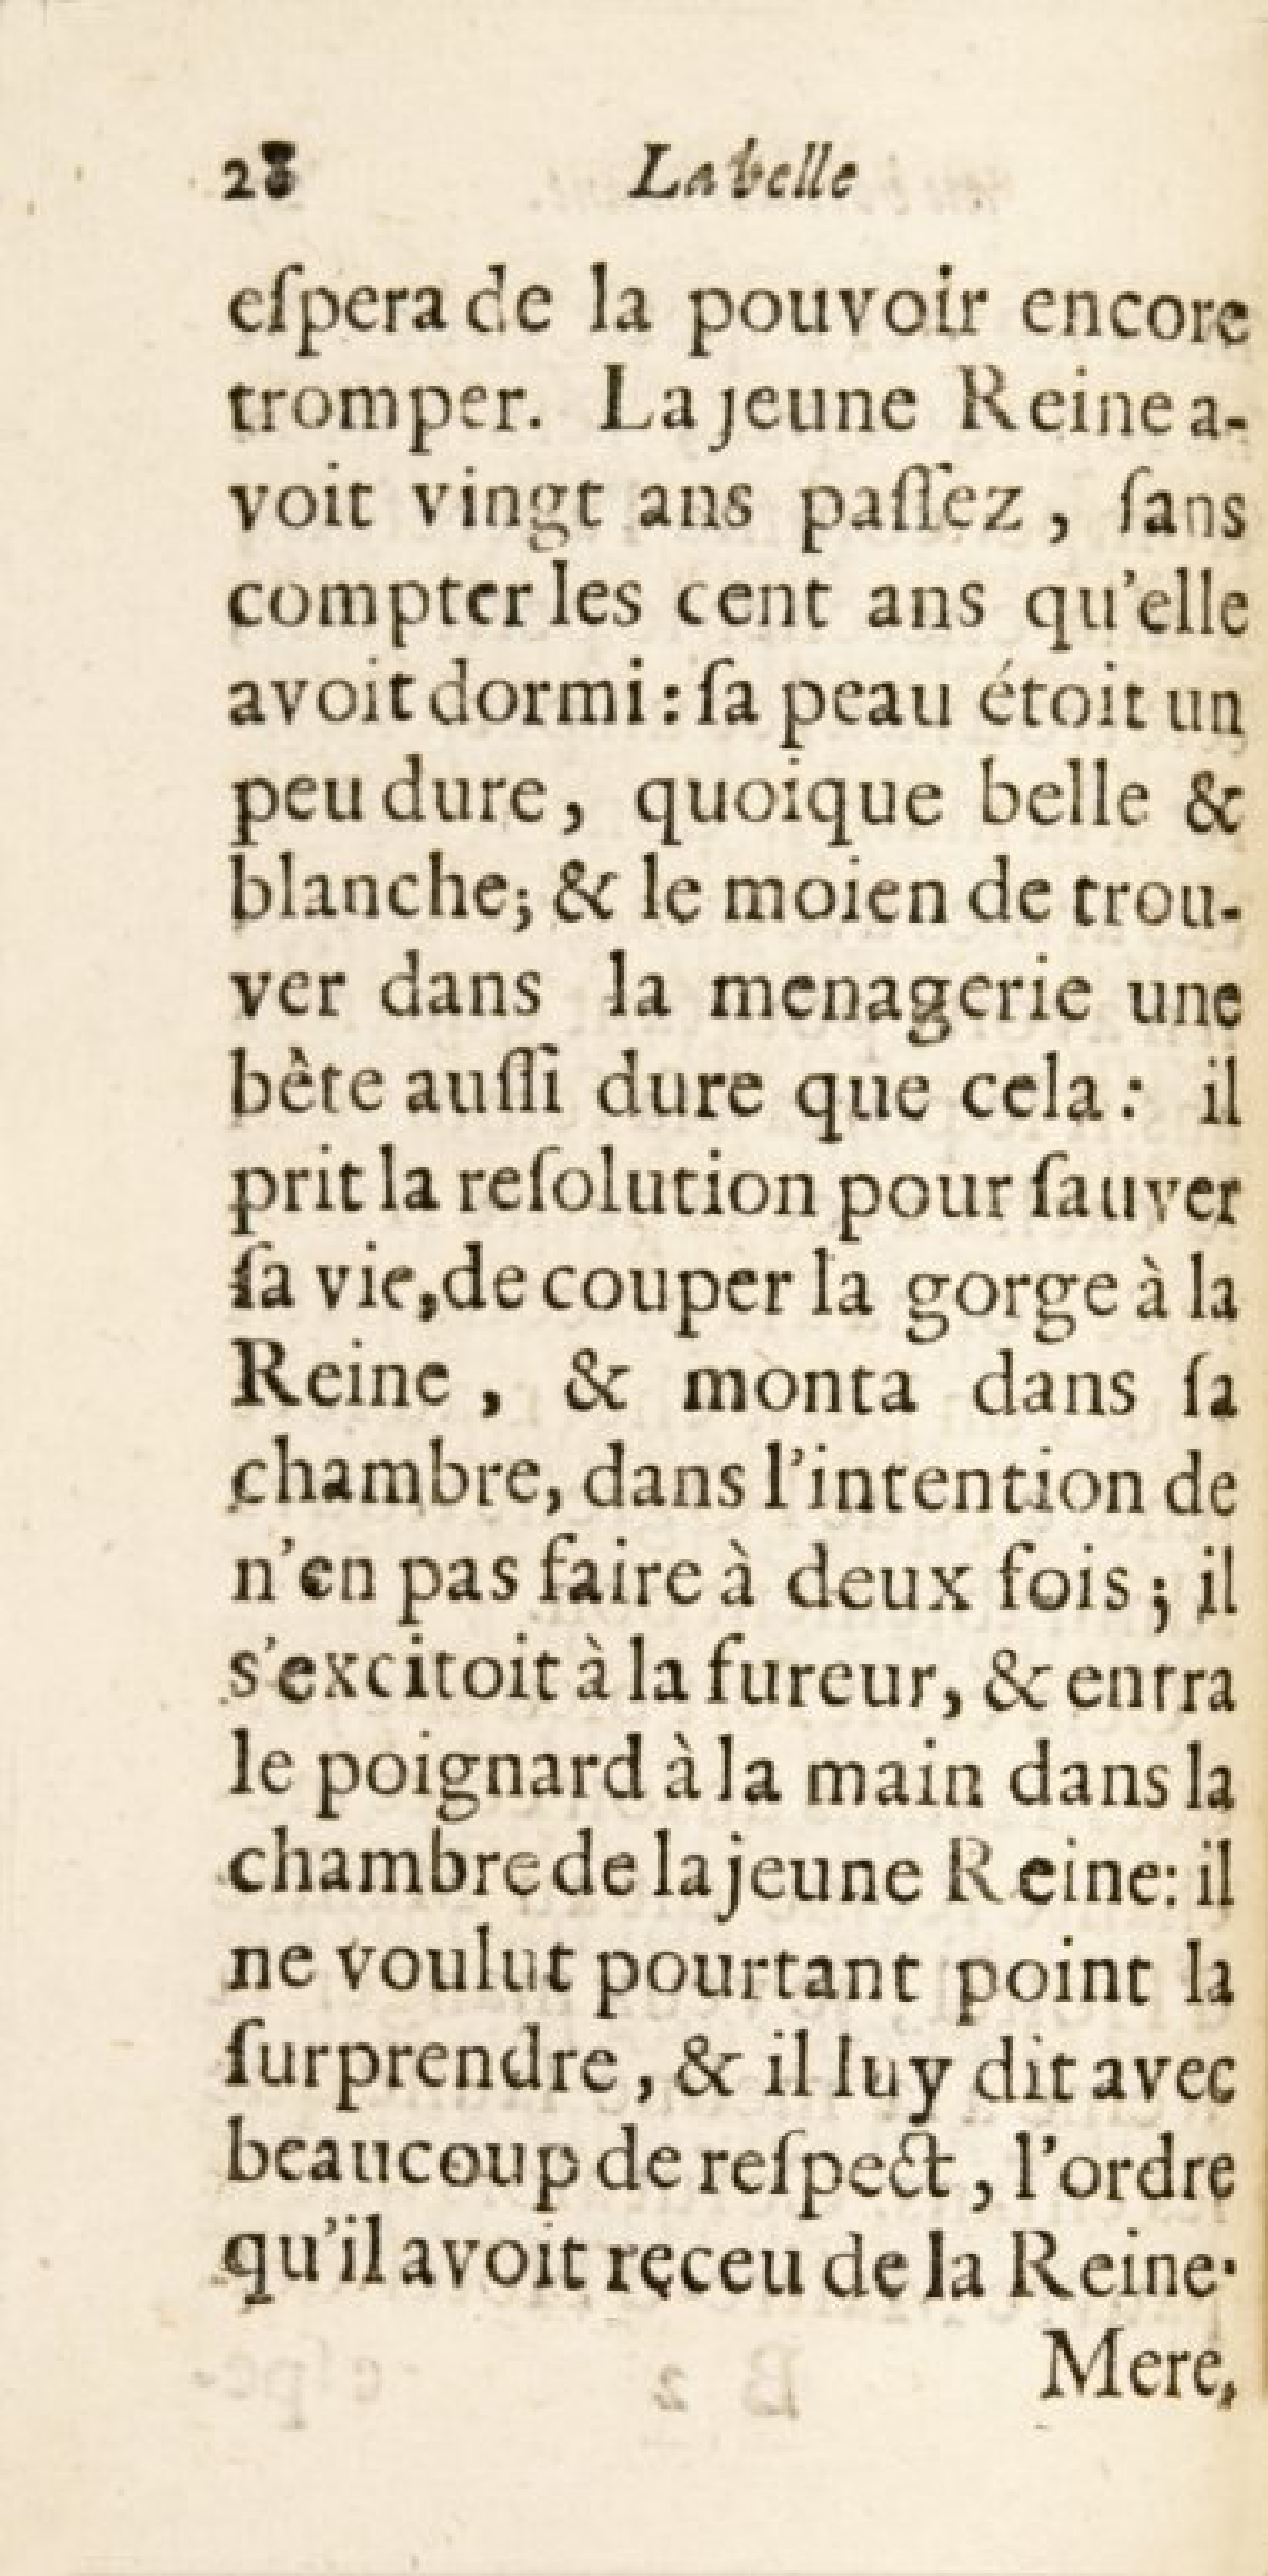 28 La belle
eſpera de la pouvoir encore
tromper. La jeune Reine a-
voit vingt ans paſſez, ſans
compter les cent ans qu'elle
avoit dormi: ſa peau étoit un
peu dure, quoique belle &
blanche; & le moien de trou-
ver dans la menagerie une
bête auſſi dure que cela: il
prit la reſolution pour ſauver
ſa vie, de couper la gorge à la
Reine, & monta dans ſa
chambre, dans l'intention de
n'en pas faire à deux fois; il
s'excitoit à la fureur, & entra
le poignard à la main dans la
chambre de la jeune Reine: il
ne voulut pourtant point la
ſurprendre, & il luy dit avec
beaucoup de reſpect, l'ordre
qu'il avoit receu de la Reine-
Mere,